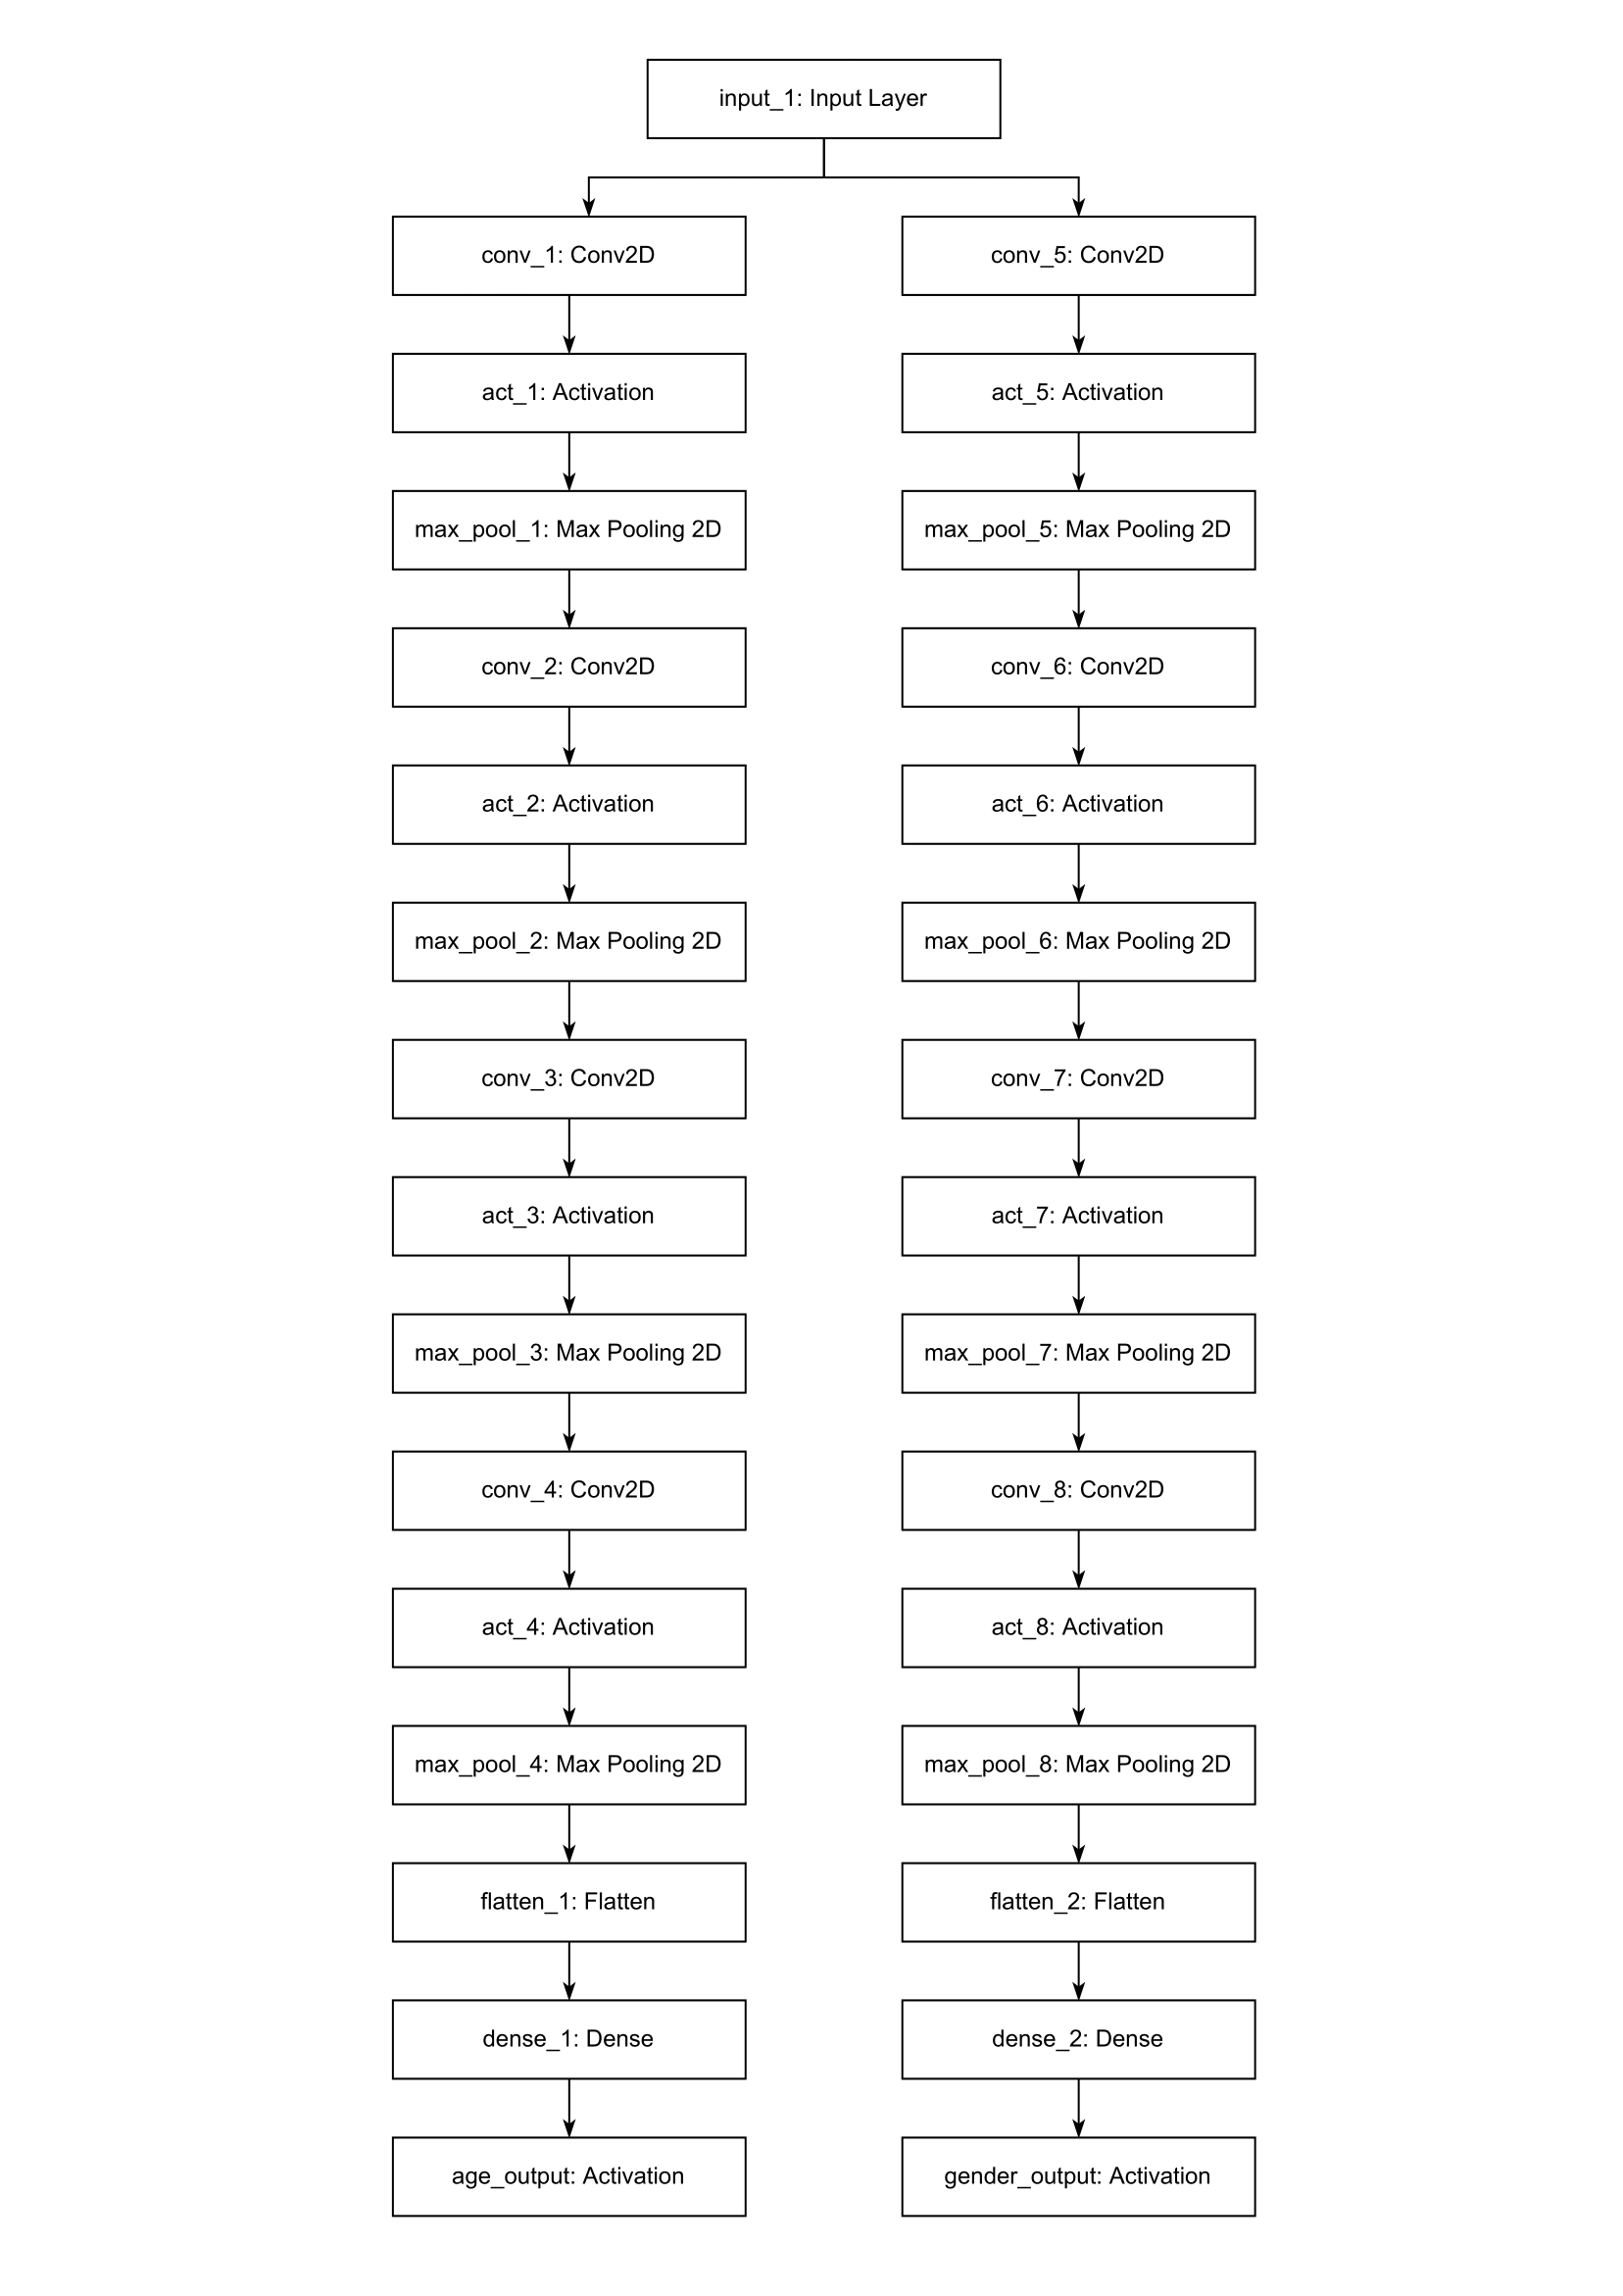 input_1: Input Layer
conv_1: Conv2D
conv_5: Conv2D
act_1: Activation
act_5: Activation
max_pool_1: Max Pooling 2D
max_pool_5: Max Pooling 2D
conv_2: Conv2D
conv_6: Conv2D
act_2: Activation
act_6: Activation
max_pool_2: Max Pooling 2D
max_pool_6: Max Pooling 2D
conv_3: Conv2D
conv_7: Conv2D
act_3: Activation
act_7: Activation
max_pool_3: Max Pooling 2D
max_pool_7: Max Pooling 2D
conv_4: Conv2D
conv_8: Conv2D
act_4: Activation
act_8: Activation
max_pool_4: Max Pooling 2D
max_pool_8: Max Pooling 2D
flatten_1: Flatten
flatten_2: Flatten
dense_1: Dense
dense_2: Dense
age_output: Activation
gender_output: Activation